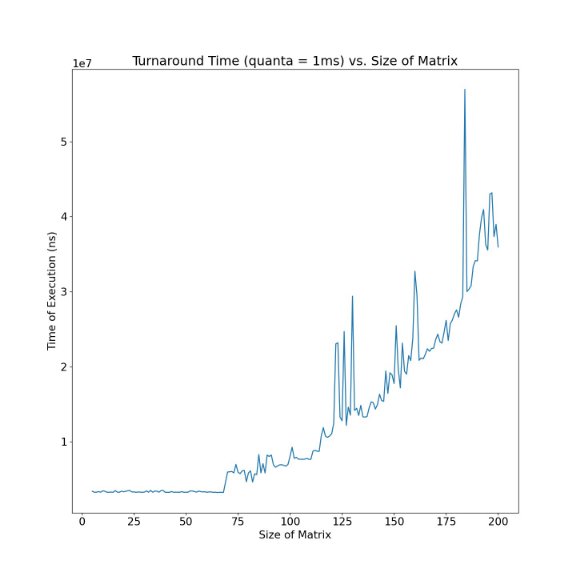 Turnaround Time (quanta = 1ms) vs. Size of Matrix
1e7
5
4
3
2
1
Time of Execution (ns)
0 25 50 75 100 125 150 175 200
Size of Matrix